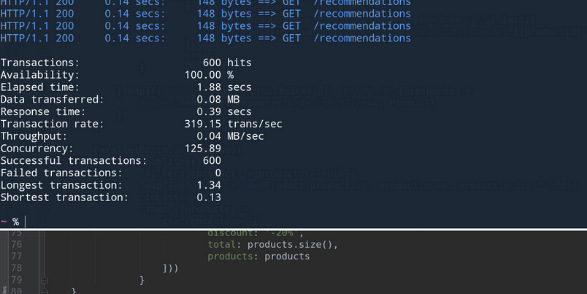 HTTP/1.1 200 0.14 secs: 148 bytes ==> GET /recommendations
HTTP/1.1 200 0.14 secs: 148 bytes ==> GET /recommendations
HTTP/1.1 200 0.14 secs: 148 bytes ==> GET /recommendations
HTTP/1.1 200 0.14 secs: 148 bytes ==> GET /recommendations
Transactions: 600 hits
Availability: 100.00 %
Elapsed time: 1.88 secs
Data transferred: 0.08 MB
Response time: 0.39 secs
Transaction rate: 319.15 trans/sec
Throughput: 0.04 MB/sec
Concurrency: 125.89
Successful transactions: 600
Failed transactions: 0
Longest transaction: 1.34
Shortest transaction: 0.13
~ %
75 discount: '-20%',
76 total: products.size(),
77 products: products
78 ]))
79 }
80 }